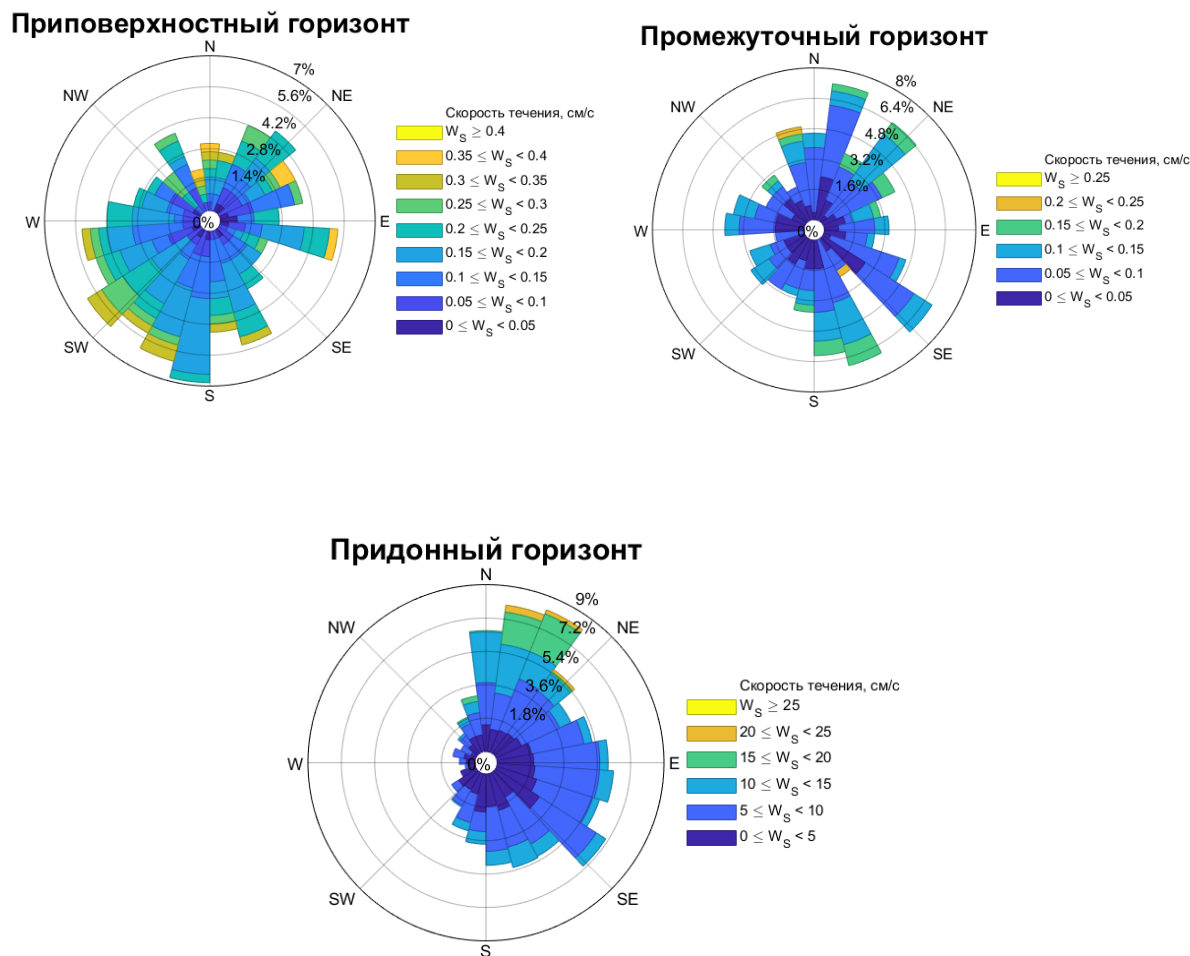 Приповерхностный горизонт
N
7%
NW
5.6%
NE
4.2%
2.8%
1.4%
W
0%
E
SW
SE
S
Скорость течения, см/с
W_S ≥ 0.4
0.35 ≤ W_S < 0.4
0.3 ≤ W_S < 0.35
0.25 ≤ W_S < 0.3
0.2 ≤ W_S < 0.25
0.15 ≤ W_S < 0.2
0.1 ≤ W_S < 0.15
0.05 ≤ W_S < 0.1
0 ≤ W_S < 0.05
Промежуточный горизонт
N
8%
NW
6.4%
NE
4.8%
3.2%
1.6%
W
0%
E
SW
SE
S
Скорость течения, см/с
W_S ≥ 0.25
0.2 ≤ W_S < 0.25
0.15 ≤ W_S < 0.2
0.1 ≤ W_S < 0.15
0.05 ≤ W_S < 0.1
0 ≤ W_S < 0.05
Придонный горизонт
N
9%
NW
7.2%
NE
5.4%
3.6%
1.8%
W
0%
E
SW
SE
S
Скорость течения, см/с
W_S ≥ 25
20 ≤ W_S < 25
15 ≤ W_S < 20
10 ≤ W_S < 15
5 ≤ W_S < 10
0 ≤ W_S < 5